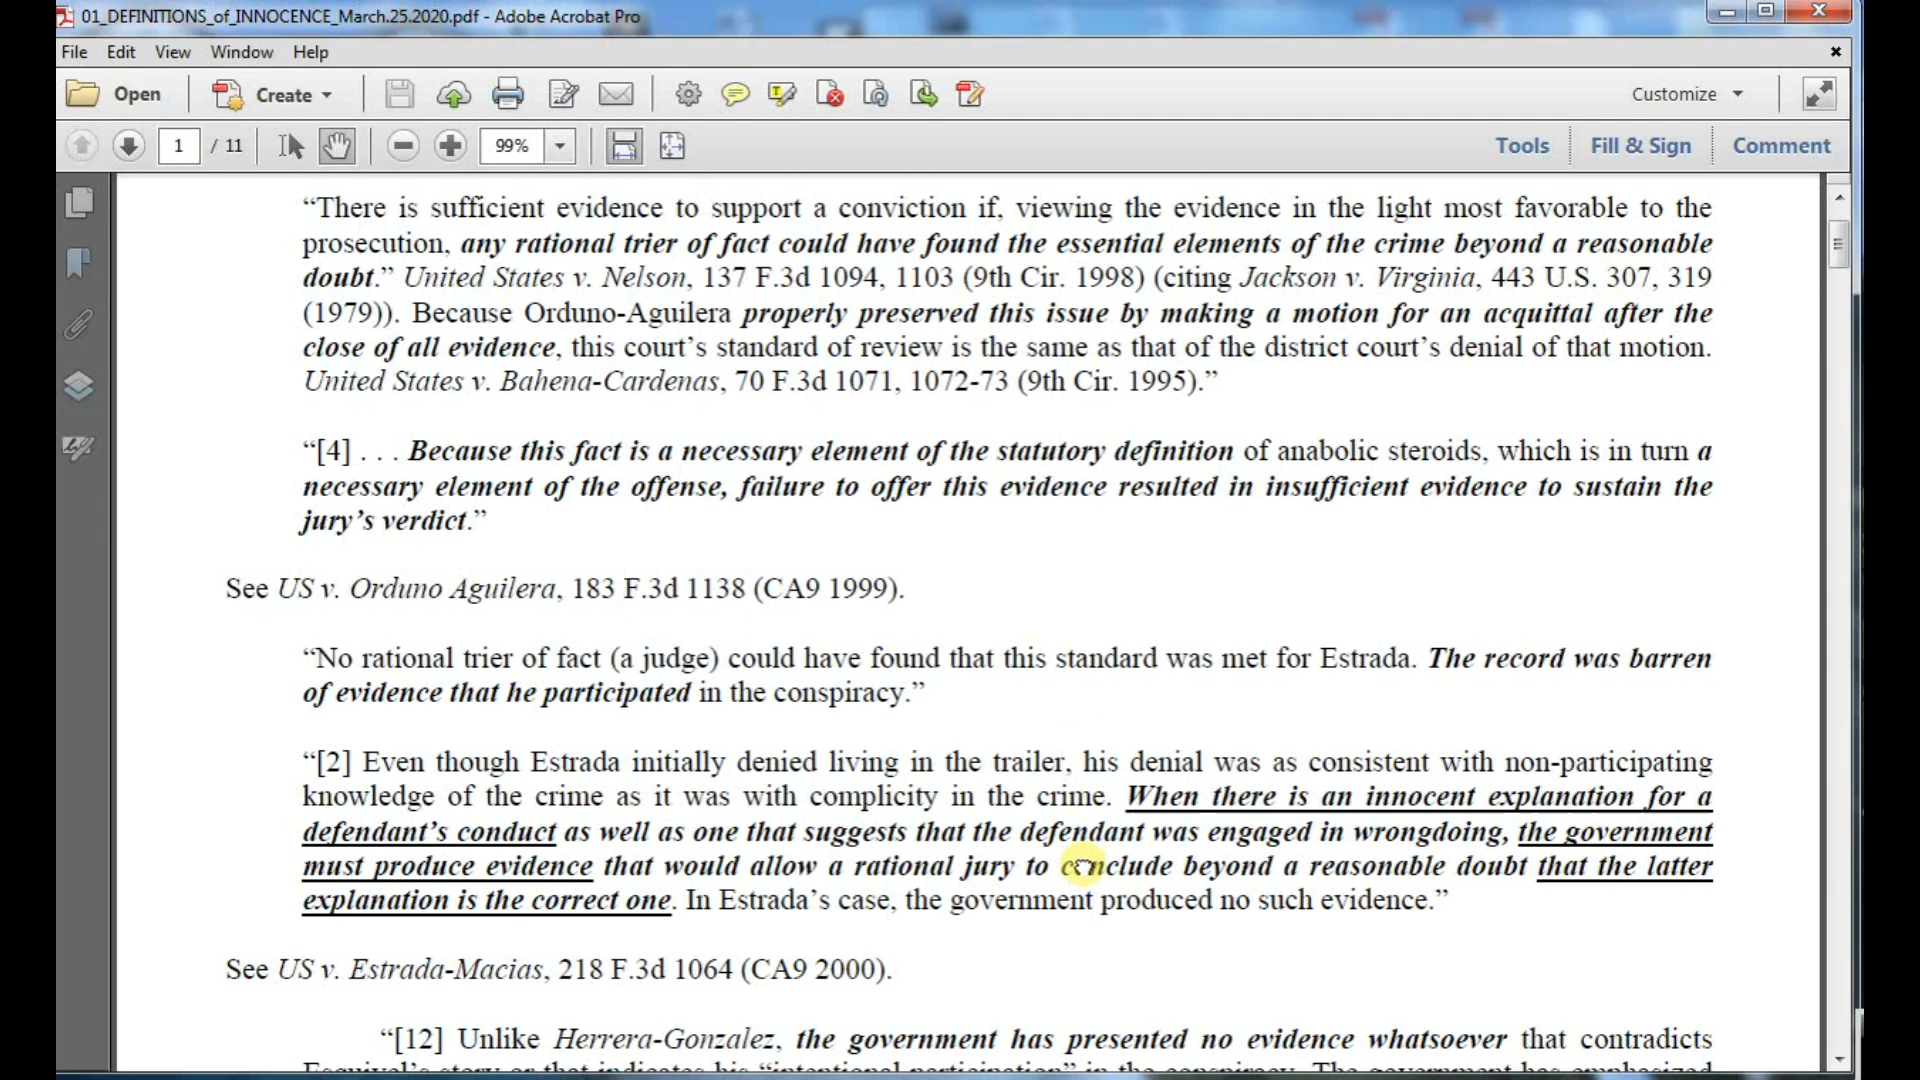 01_DEFINITIONS_of_INNOCENCE_March.25.2020.pdf - Adobe Acrobat Pro
File Edit View Window Help
Open Create Customize
1 / 11 99% Tools Fill & Sign Comment
“There is sufficient evidence to support a conviction if, viewing the evidence in the light most favorable to the
prosecution, any rational trier of fact could have found the essential elements of the crime beyond a reasonable
doubt.” United States v. Nelson, 137 F.3d 1094, 1103 (9th Cir. 1998) (citing Jackson v. Virginia, 443 U.S. 307, 319
(1979)). Because Orduno-Aguilera properly preserved this issue by making a motion for an acquittal after the
close of all evidence, this court’s standard of review is the same as that of the district court’s denial of that motion.
United States v. Bahena-Cardenas, 70 F.3d 1071, 1072-73 (9th Cir. 1995).”
“[4] . . . Because this fact is a necessary element of the statutory definition of anabolic steroids, which is in turn a
necessary element of the offense, failure to offer this evidence resulted in insufficient evidence to sustain the
jury’s verdict.”
See US v. Orduno Aguilera, 183 F.3d 1138 (CA9 1999).
“No rational trier of fact (a judge) could have found that this standard was met for Estrada. The record was barren
of evidence that he participated in the conspiracy.”
“[2] Even though Estrada initially denied living in the trailer, his denial was as consistent with non-participating
knowledge of the crime as it was with complicity in the crime. When there is an innocent explanation for a
defendant’s conduct as well as one that suggests that the defendant was engaged in wrongdoing, the government
must produce evidence that would allow a rational jury to conclude beyond a reasonable doubt that the latter
explanation is the correct one. In Estrada’s case, the government produced no such evidence.”
See US v. Estrada-Macias, 218 F.3d 1064 (CA9 2000).
“[12] Unlike Herrera-Gonzalez, the government has presented no evidence whatsoever that contradicts
Esquivel’s story or that indicates his “intentional participation” in the conspiracy. The government has emphasized